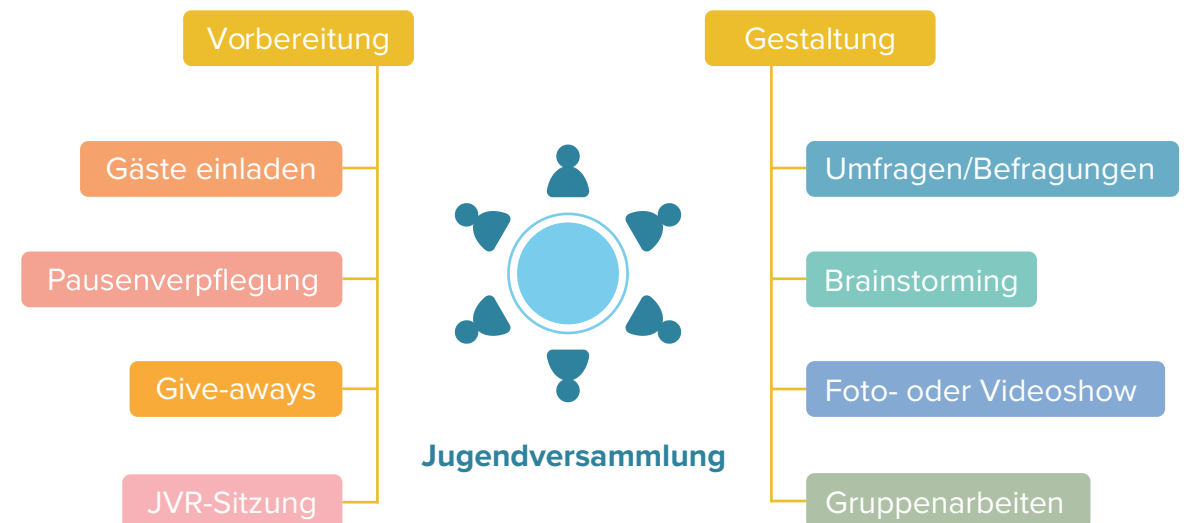 Vorbereitung
Gäste einladen
Pausenverpflegung
Give-aways
JVR-Sitzung
Jugendversammlung
Gestaltung
Umfragen/Befragungen
Brainstorming
Foto- oder Videoshow
Gruppenarbeiten